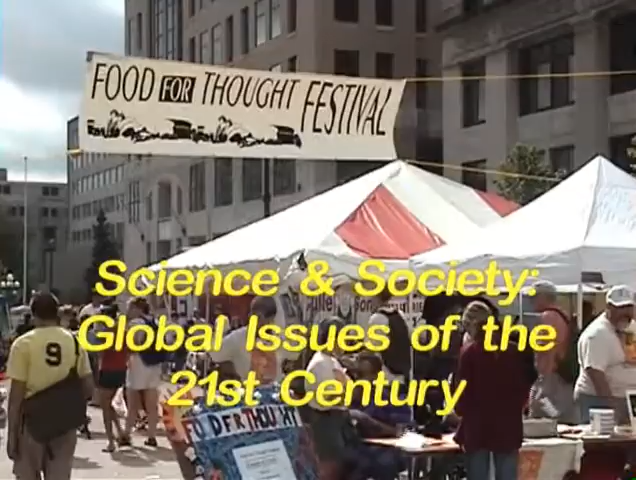 FOOD FOR THOUGHT FESTIVAL
Science & Society:
Global Issues of the
21st Century
9